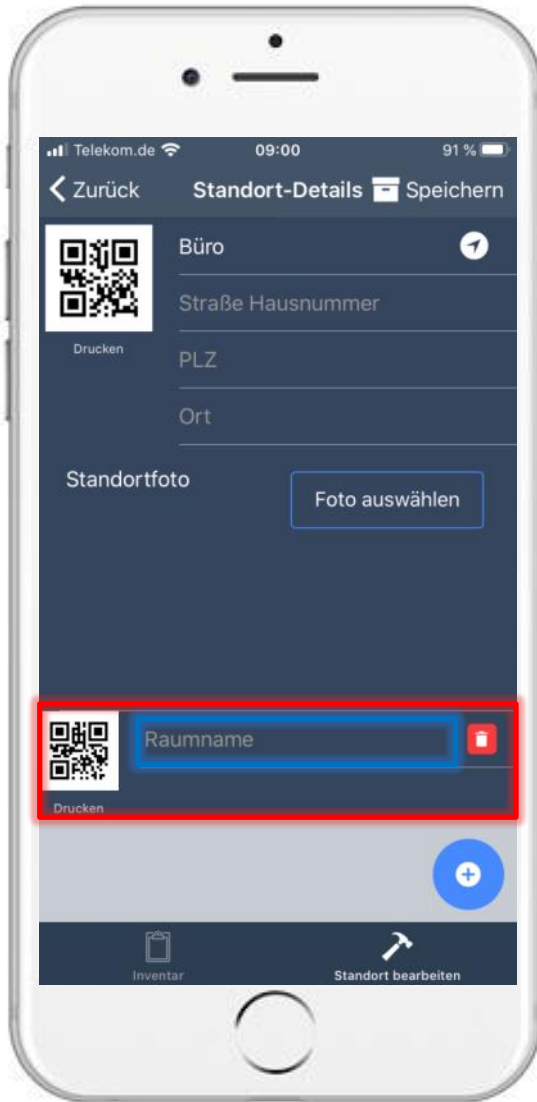 Telekom.de 09:00 91 %
Zurück Standort-Details Speichern
Büro
Straße Hausnummer
Drucken
PLZ
Ort
Standortfoto
Foto auswählen
Raumname
Drucken
Inventar
Standort bearbeiten